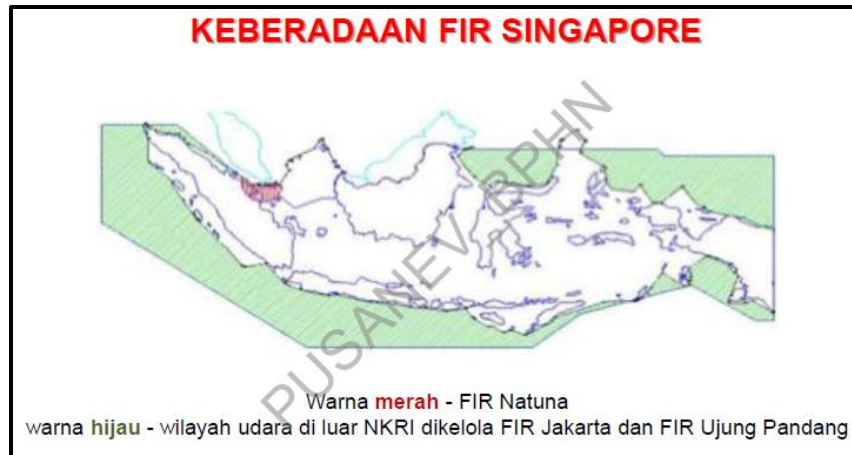 KEBERADAAN FIR SINGAPORE
PUSANEV BPHN
Warna merah - FIR Natuna
warna hijau - wilayah udara di luar NKRI dikelola FIR Jakarta dan FIR Ujung Pandang